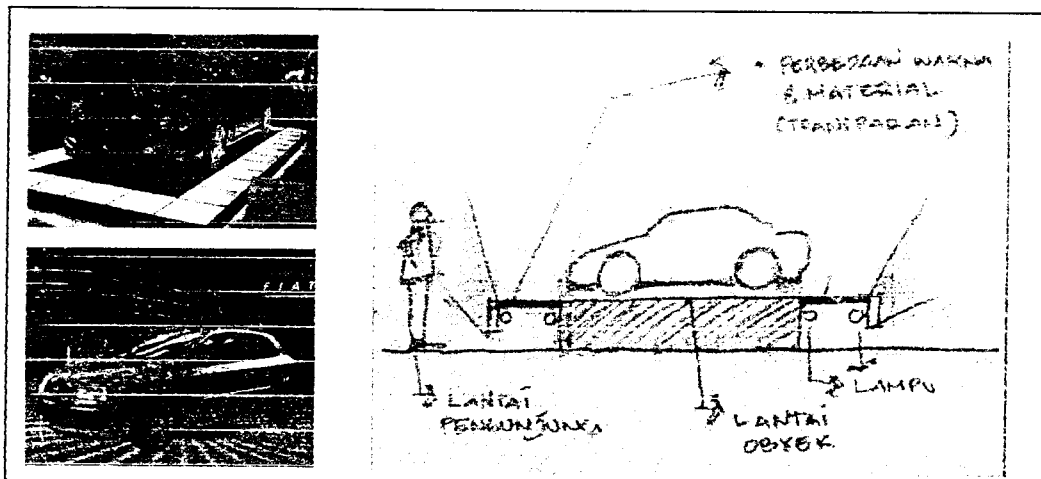 • PERBEDAAN WARNA
& MATERIAL
(TRANSPARAN)
FIAT
LANTAI
PENGUNJUNG
LANTAI
OBYEK
LAMPU